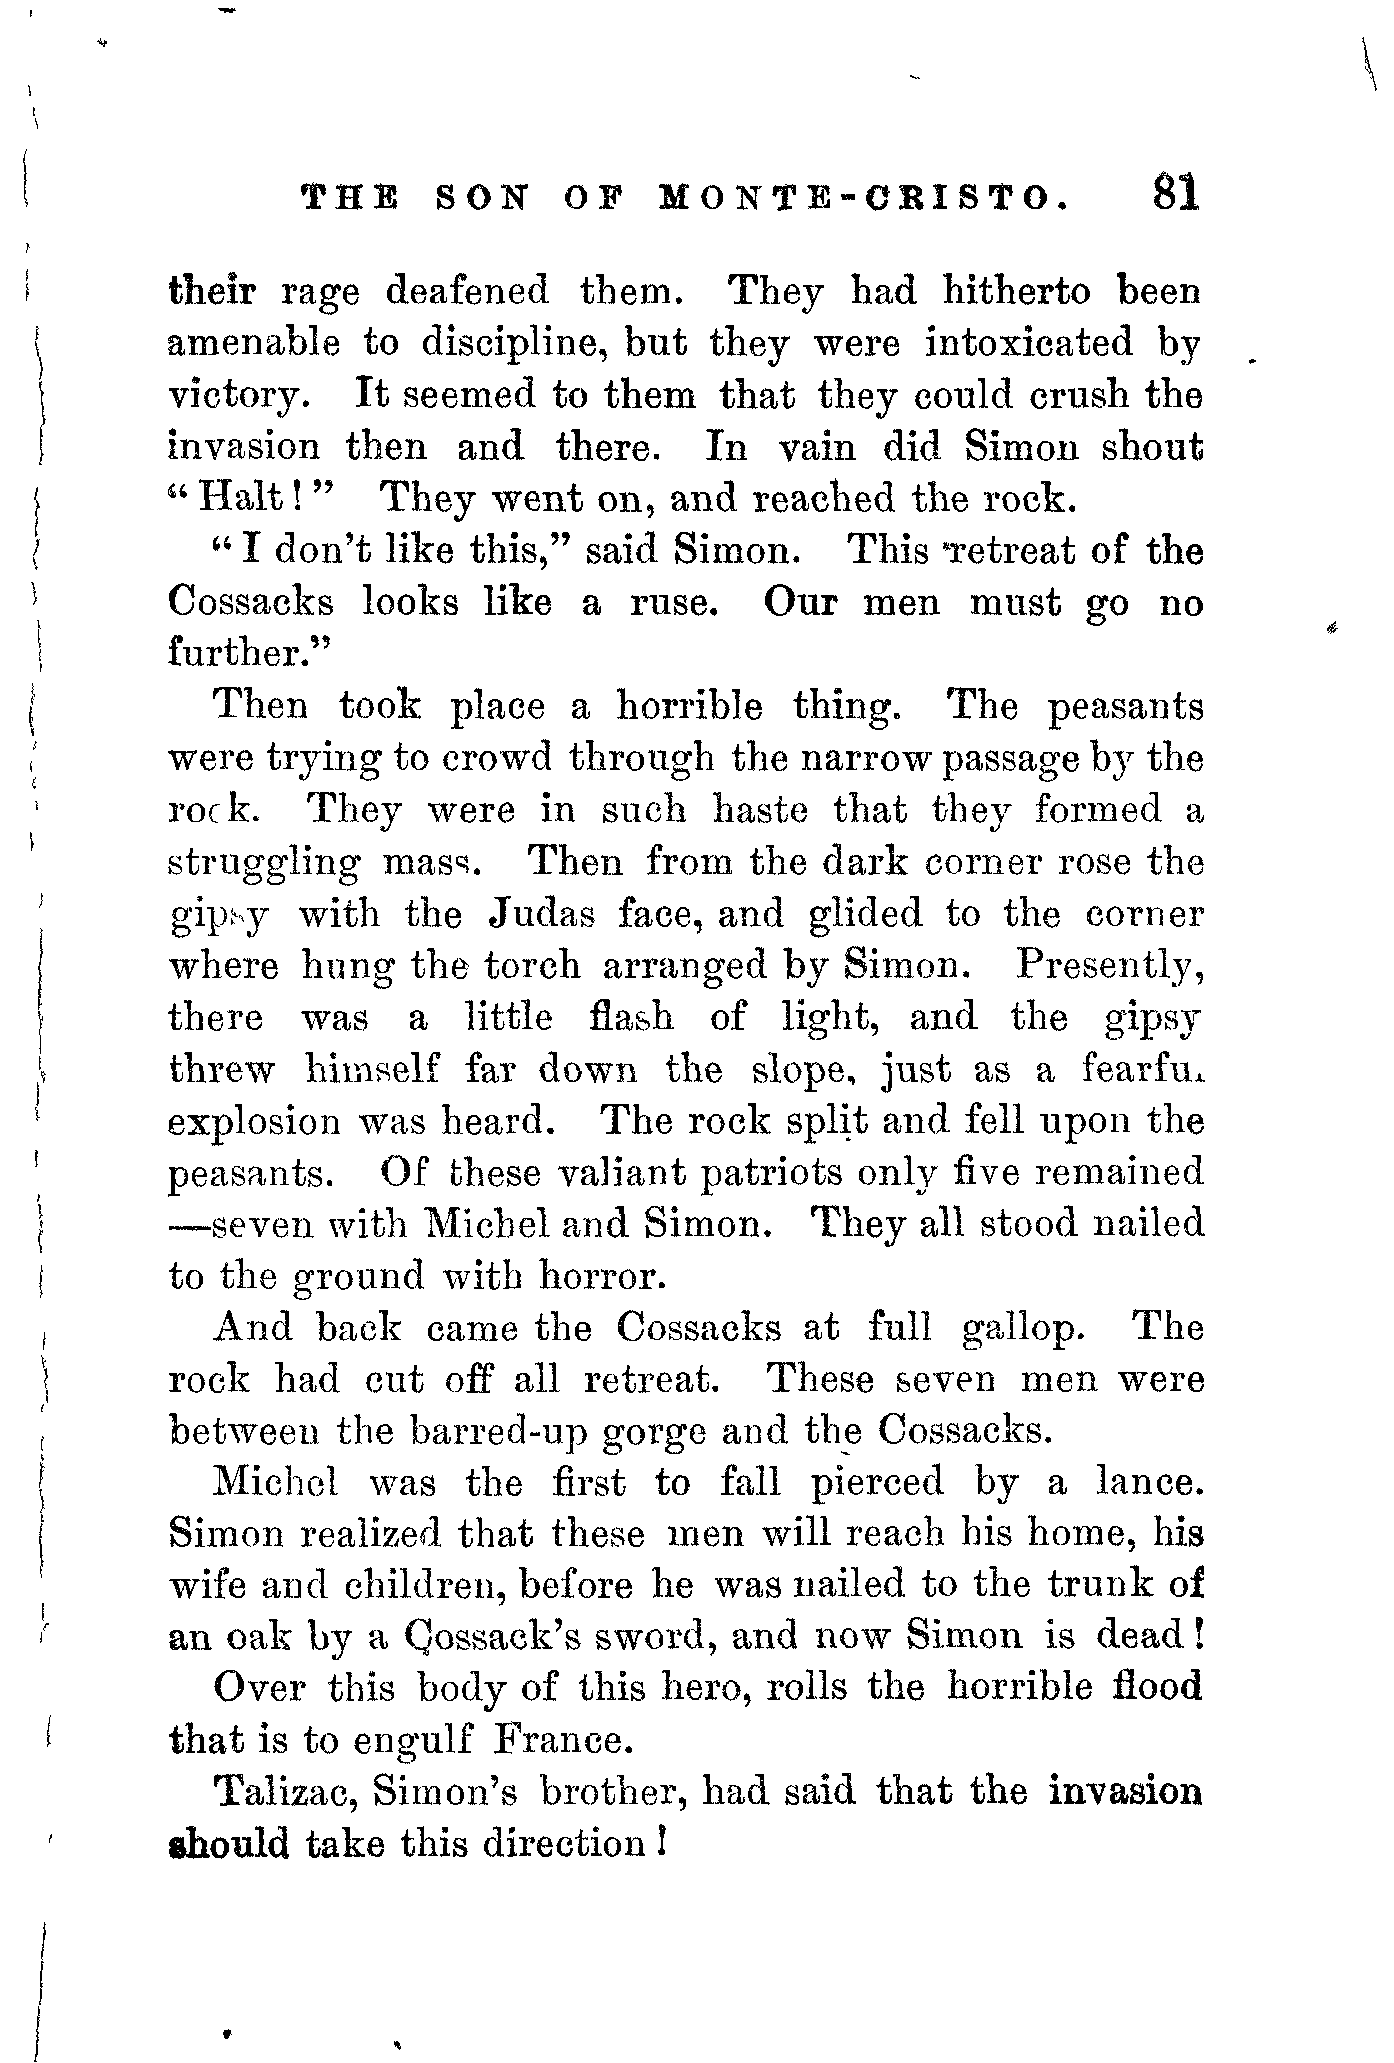 THE SON OF MONTE-CRISTO. 81
their rage deafened them. They had hitherto been
amenable to discipline, but they were intoxicated by
victory. It seemed to them that they could crush the
invasion then and there. In vain did Simon shout
“Halt!” They went on, and reached the rock.
“I don’t like this,” said Simon. This retreat of the
Cossacks looks like a ruse. Our men must go no
further.”
Then took place a horrible thing. The peasants
were trying to crowd through the narrow passage by the
rock. They were in such haste that they formed a
struggling mass. Then from the dark corner rose the
gipsy with the Judas face, and glided to the corner
where hung the torch arranged by Simon. Presently,
there was a little flash of light, and the gipsy
threw himself far down the slope, just as a fearful
explosion was heard. The rock split and fell upon the
peasants. Of these valiant patriots only five remained
—seven with Michel and Simon. They all stood nailed
to the ground with horror.
And back came the Cossacks at full gallop. The
rock had cut off all retreat. These seven men were
between the barred-up gorge and the Cossacks.
Michel was the first to fall pierced by a lance.
Simon realized that these men will reach his home, his
wife and children, before he was nailed to the trunk of
an oak by a Cossack’s sword, and now Simon is dead!
Over this body of this hero, rolls the horrible flood
that is to engulf France.
Talizac, Simon’s brother, had said that the invasion
should take this direction!